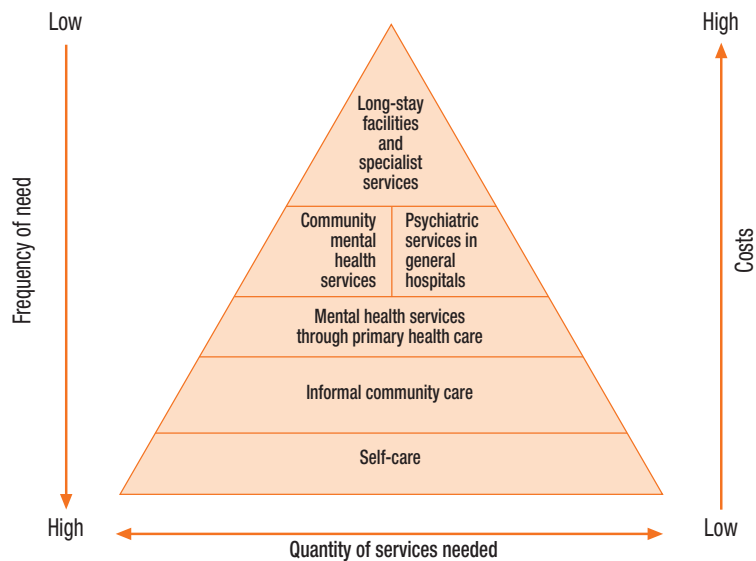 Low
High
Long-stay
facilities
and
specialist
services
Community
mental
health
services
Psychiatric
services in
general
hospitals
Frequency of need
Costs
Mental health services
through primary health care
Informal community care
Self-care
High
Low
Quantity of services needed